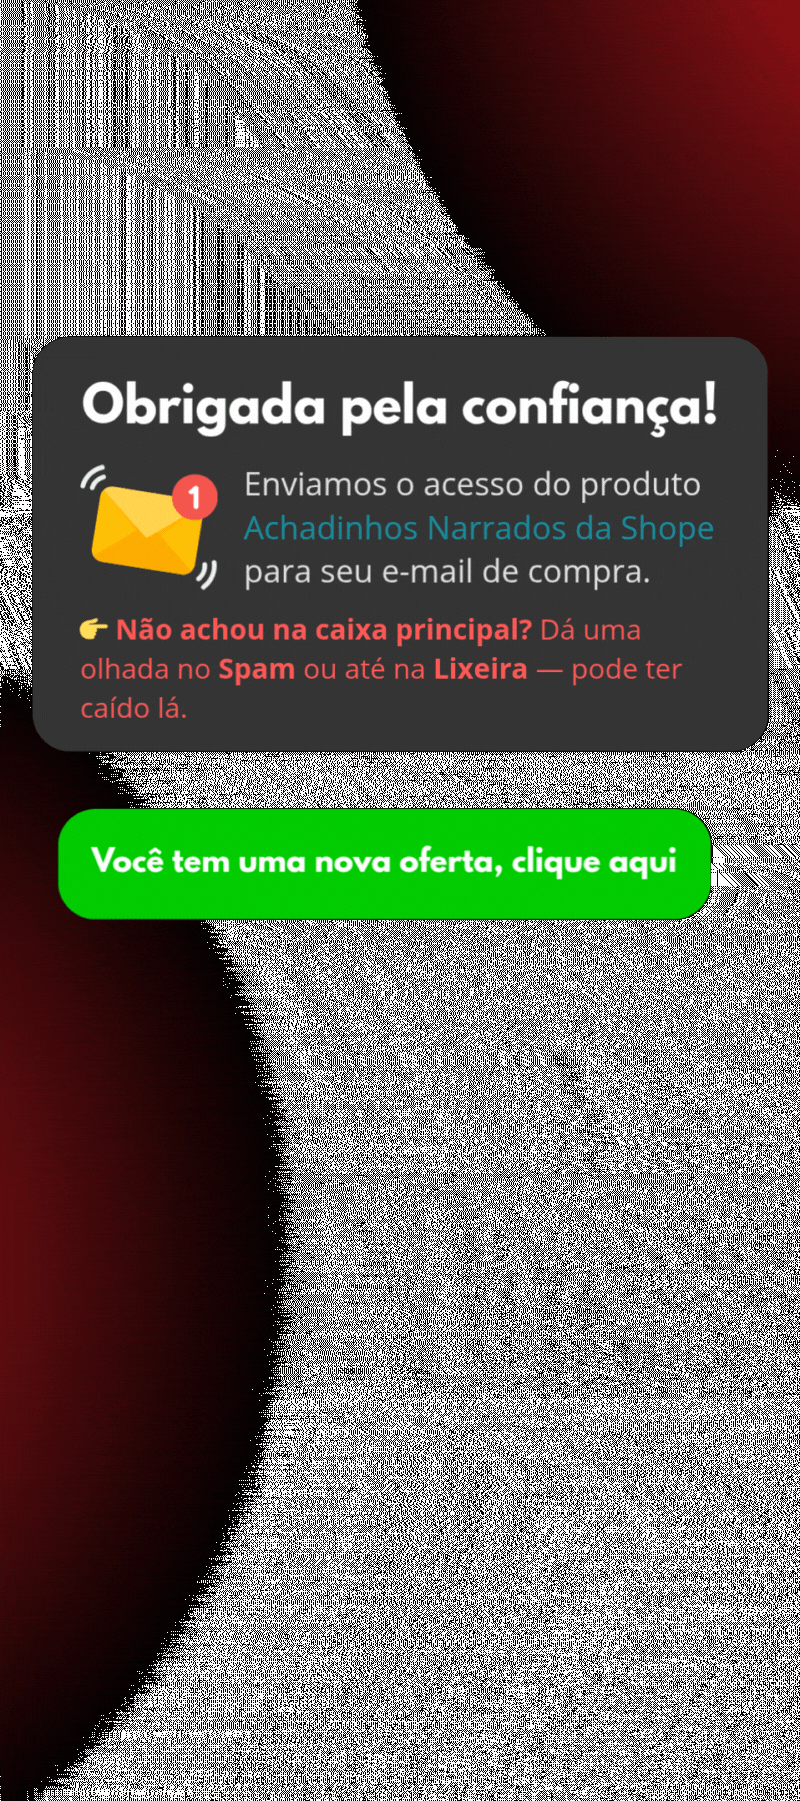 Obrigada pela confiança!
1
Enviamos o acesso do produto
Achadinhos Narrados da Shope
para seu e-mail de compra.
👉 Não achou na caixa principal? Dá uma
olhada no Spam ou até na Lixeira — pode ter
caído lá.
Você tem uma nova oferta, clique aqui